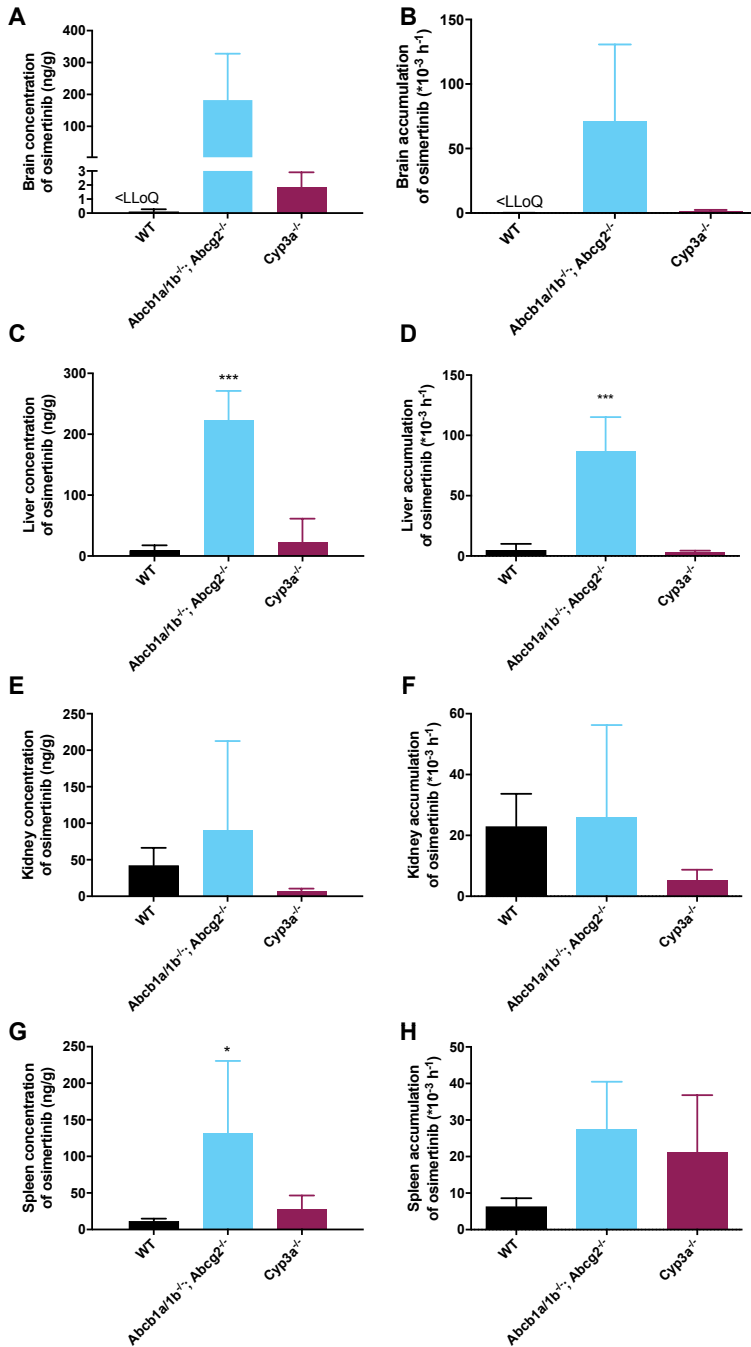 A
Brain concentration
of osimertinib (ng/g)
400
300
200
100
3
2
1
0
<LLoQ
WT
Abcb1a/1b-/-; Abcg2-/-
Cyp3a-/-
B
Brain accumulation
of osimertinib (*10-3 h-1)
150
100
50
0
<LLoQ
WT
Abcb1a/1b-/-; Abcg2-/-
Cyp3a-/-
C
Liver concentration
of osimertinib (ng/g)
300
200
100
0
***
WT
Abcb1a/1b-/-; Abcg2-/-
Cyp3a-/-
D
Liver accumulation
of osimertinib (*10-3 h-1)
150
100
50
0
***
WT
Abcb1a/1b-/-; Abcg2-/-
Cyp3a-/-
E
Kidney concentration
of osimertinib (ng/g)
250
200
150
100
50
0
WT
Abcb1a/1b-/-; Abcg2-/-
Cyp3a-/-
F
Kidney accumulation
of osimertinib (*10-3 h-1)
60
40
20
0
WT
Abcb1a/1b-/-; Abcg2-/-
Cyp3a-/-
G
Spleen concentration
of osimertinib (ng/g)
250
200
150
100
50
0
*
WT
Abcb1a/1b-/-; Abcg2-/-
Cyp3a-/-
H
Spleen accumulation
of osimertinib (*10-3 h-1)
50
40
30
20
10
0
WT
Abcb1a/1b-/-; Abcg2-/-
Cyp3a-/-